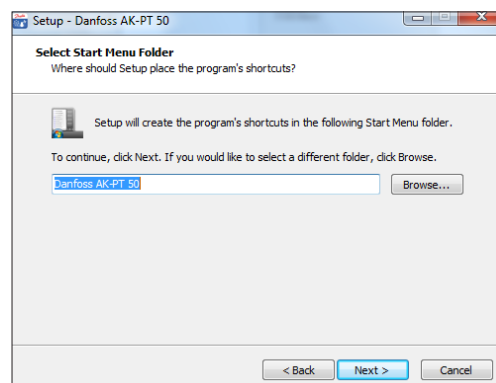 Setup - Danfoss AK-PT 50
Select Start Menu Folder
Where should Setup place the program's shortcuts?
Setup will create the program's shortcuts in the following Start Menu folder.
To continue, click Next. If you would like to select a different folder, click Browse.
Danfoss AK-PT 50
Browse...
< Back
Next >
Cancel